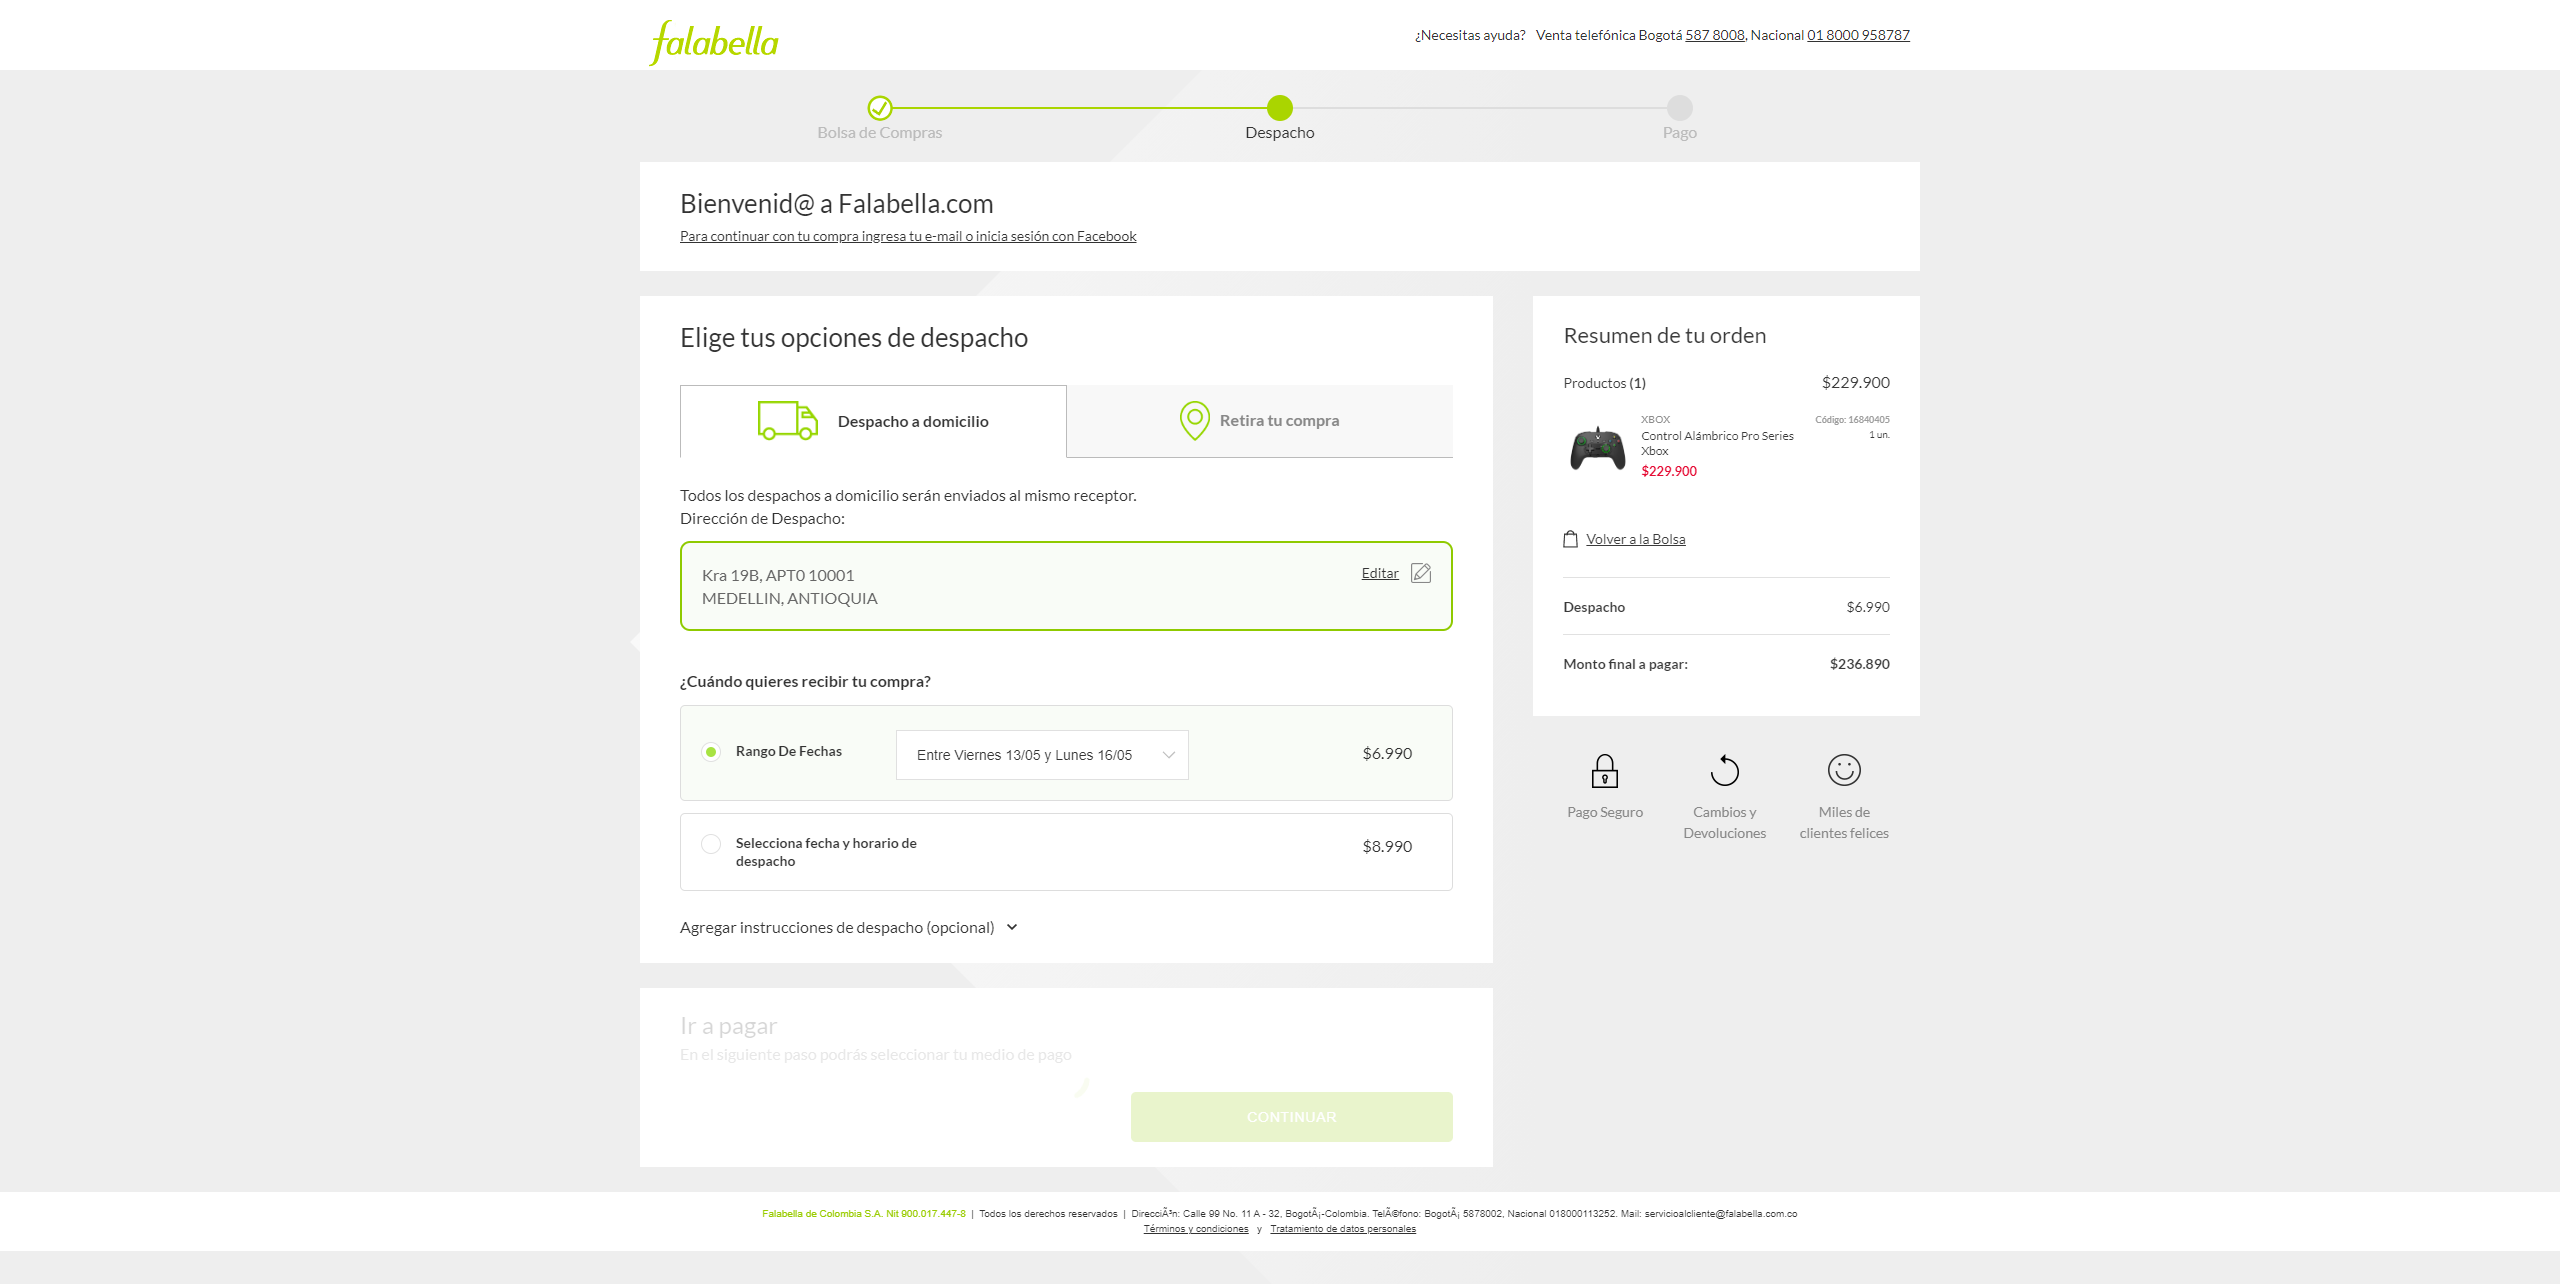 falabella
¿Necesitas ayuda? Venta telefónica Bogotá 587 8008, Nacional 01 8000 958787
Bolsa de Compras
Despacho
Pago
Bienvenid@ a Falabella.com
Para continuar con tu compra ingresa tu e-mail o inicia sesión con Facebook
Elige tus opciones de despacho
Despacho a domicilio
Retira tu compra
Todos los despachos a domicilio serán enviados al mismo receptor.
Dirección de Despacho:
Kra 19B, APT0 10001
MEDELLIN, ANTIOQUIA
Editar
¿Cuándo quieres recibir tu compra?
Rango De Fechas
Entre Viernes 13/05 y Lunes 16/05
$6.990
Selecciona fecha y horario de
despacho
$8.990
Agregar instrucciones de despacho (opcional)
Ir a pagar
En el siguiente paso podrás seleccionar tu medio de pago
CONTINUAR
Resumen de tu orden
Productos (1) $229.900
XBOX Código: 16840405
Control Alámbrico Pro Series 1 un.
Xbox
$229.900
Volver a la Bolsa
Despacho $6.990
Monto final a pagar: $236.890
Pago Seguro
Cambios y
Devoluciones
Miles de
clientes felices
Falabella de Colombia S.A. Nit 900.017.447-8 | Todos los derechos reservados | DirecciÃ³n: Calle 99 No. 11 A - 32, BogotÃ¡-Colombia. TelÃ©fono: BogotÃ¡ 5878002, Nacional 018000113252. Mail: servicioalcliente@falabella.com.co
Términos y condiciones y Tratamiento de datos personales